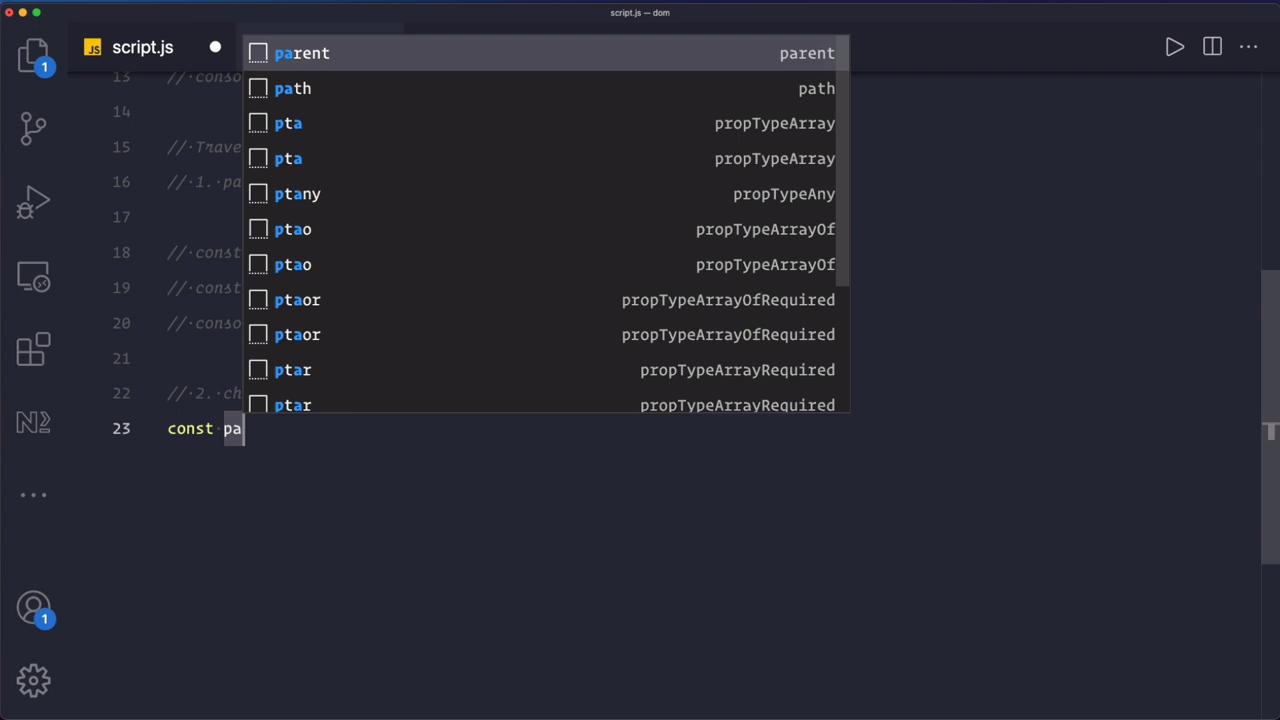 script.js — dom
JS script.js
parent parent
path path
pta propTypeArray
pta propTypeArray
ptany propTypeAny
ptao propTypeArrayOf
ptao propTypeArrayOf
ptaor propTypeArrayOfRequired
ptaor propTypeArrayOfRequired
ptar propTypeArrayRequired
ptar propTypeArrayRequired
13 // conso
14
15 // Trave
16 // 1. pa
17
18 // const
19 // const
20 // conso
21
22 // 2. ch
23 const pa
1
1